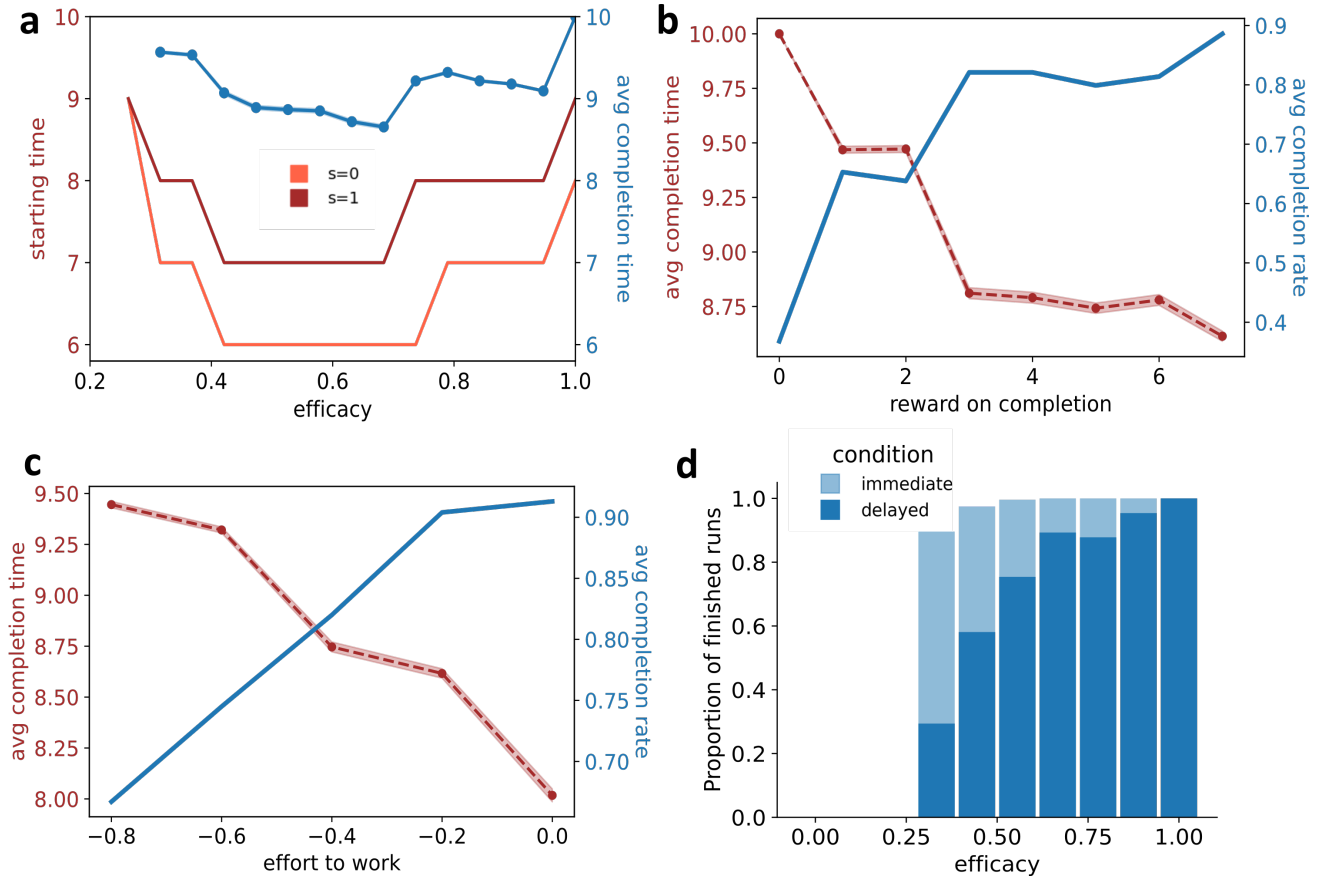 a
10
9
8
7
6
starting time
0.2
0.4
0.6
0.8
1.0
efficacy
10
9
8
7
6
avg completion time
s=0
s=1
b
10.00
9.75
9.50
9.25
9.00
8.75
avg completion time
0
2
4
6
reward on completion
0.9
0.8
0.7
0.6
0.5
0.4
avg completion rate
c
9.50
9.25
9.00
8.75
8.50
8.25
8.00
avg completion time
−0.8
−0.6
−0.4
−0.2
0.0
effort to work
0.90
0.85
0.80
0.75
0.70
avg completion rate
d
condition
immediate
delayed
1.0
0.8
0.6
0.4
0.2
0.0
Proportion of finished runs
0.00
0.25
0.50
0.75
1.00
efficacy